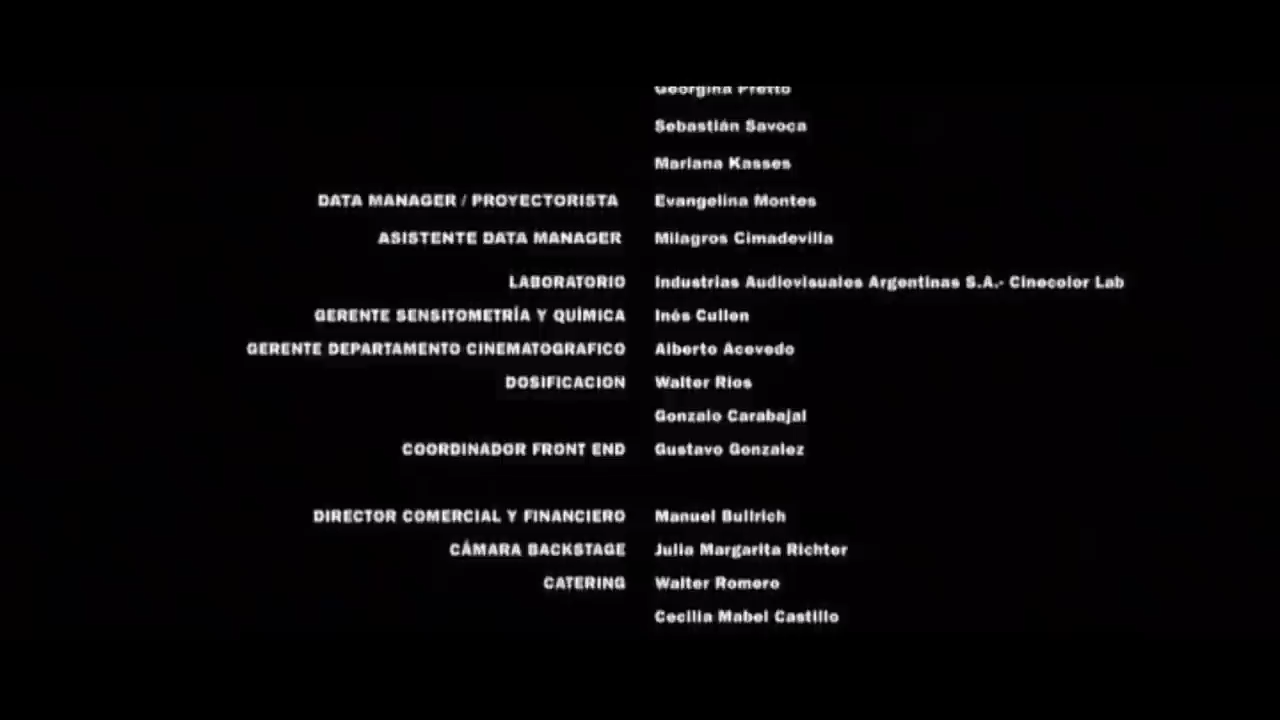 Georgina Pretto
Sebastián Savoca
Mariana Kasses
DATA MANAGER / PROYECTORISTA Evangelina Montes
ASISTENTE DATA MANAGER Milagros Cimadevilla
LABORATORIO Industrias Audiovisuales Argentinas S.A.- Cinecolor Lab
GERENTE SENSITOMETRÍA Y QUÍMICA Inés Cullen
GERENTE DEPARTAMENTO CINEMATOGRAFICO Alberto Acevedo
DOSIFICACION Walter Rios
Gonzalo Carabajal
COORDINADOR FRONT END Gustavo Gonzalez
DIRECTOR COMERCIAL Y FINANCIERO Manuel Bullrich
CÁMARA BACKSTAGE Julia Margarita Richter
CATERING Walter Romero
Cecilia Mabel Castillo